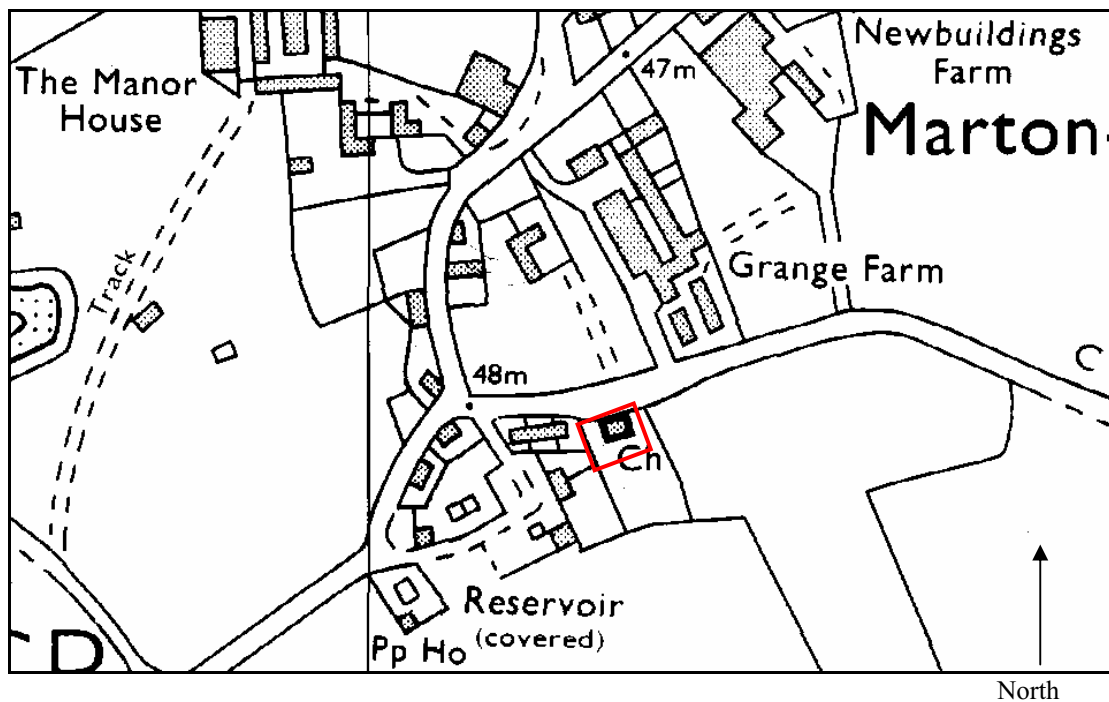 Newbuildings
Farm
47m
The Manor
House
Marton-
Track
Grange Farm
48m
C
Ch
Reservoir
(covered)
Pp Ho
North